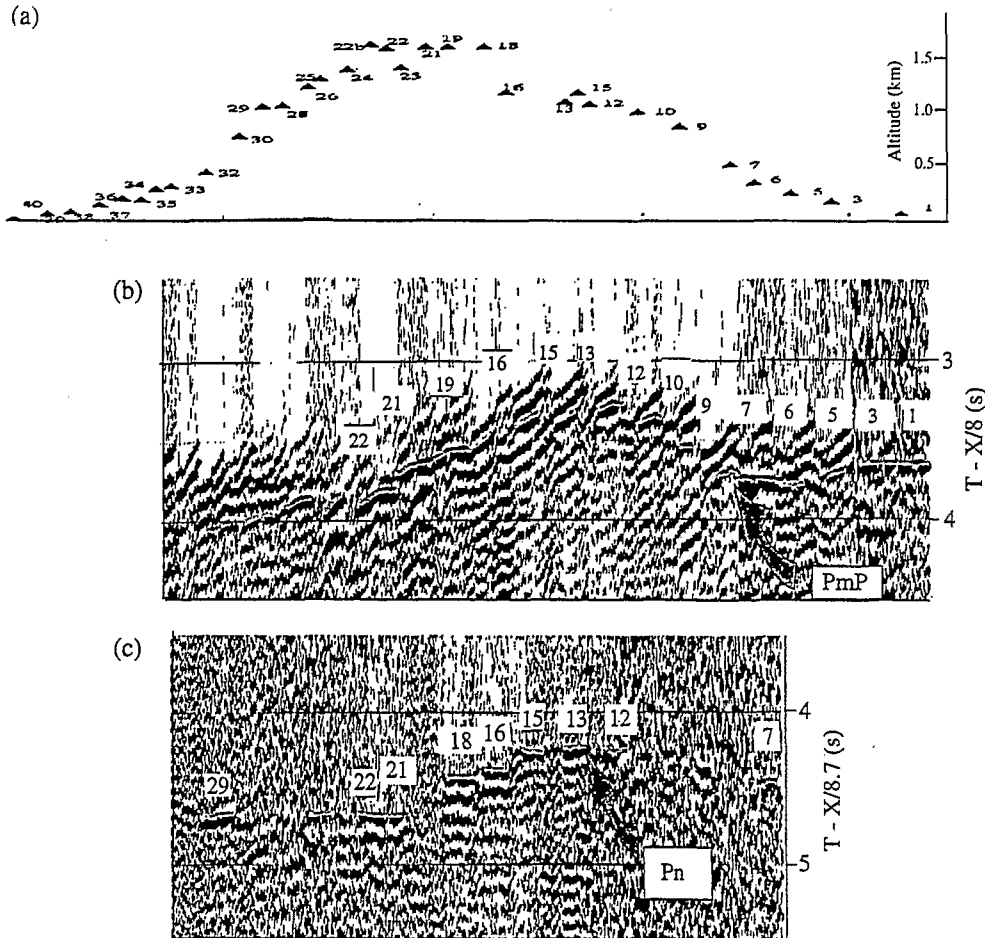 (a)
22b 22 19 18
21
25 24 23
26
16 15
13 12
29 28
10
9
30
32
7
34 33
6
36 35
5
3
40 38 37
1
Altitude (km)
1.5
1.0
0.5
(b)
16 15 13
12
19
10
21
9 7 6 5 3 1
22
PmP
3
4
T - X/8 (s)
(c)
15 13 12
18 16
7
22 21
29
Pn
4
5
T - X/8.7 (s)